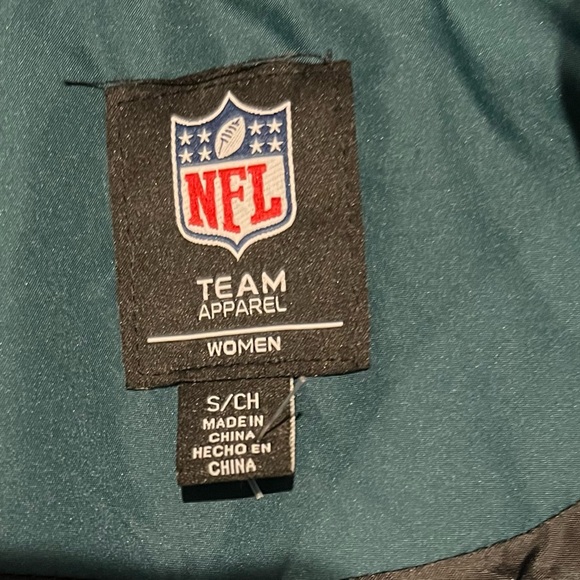 NFL
TEAM
APPAREL
WOMEN
S/CH
MADE IN
CHINA
HECHO EN
CHINA